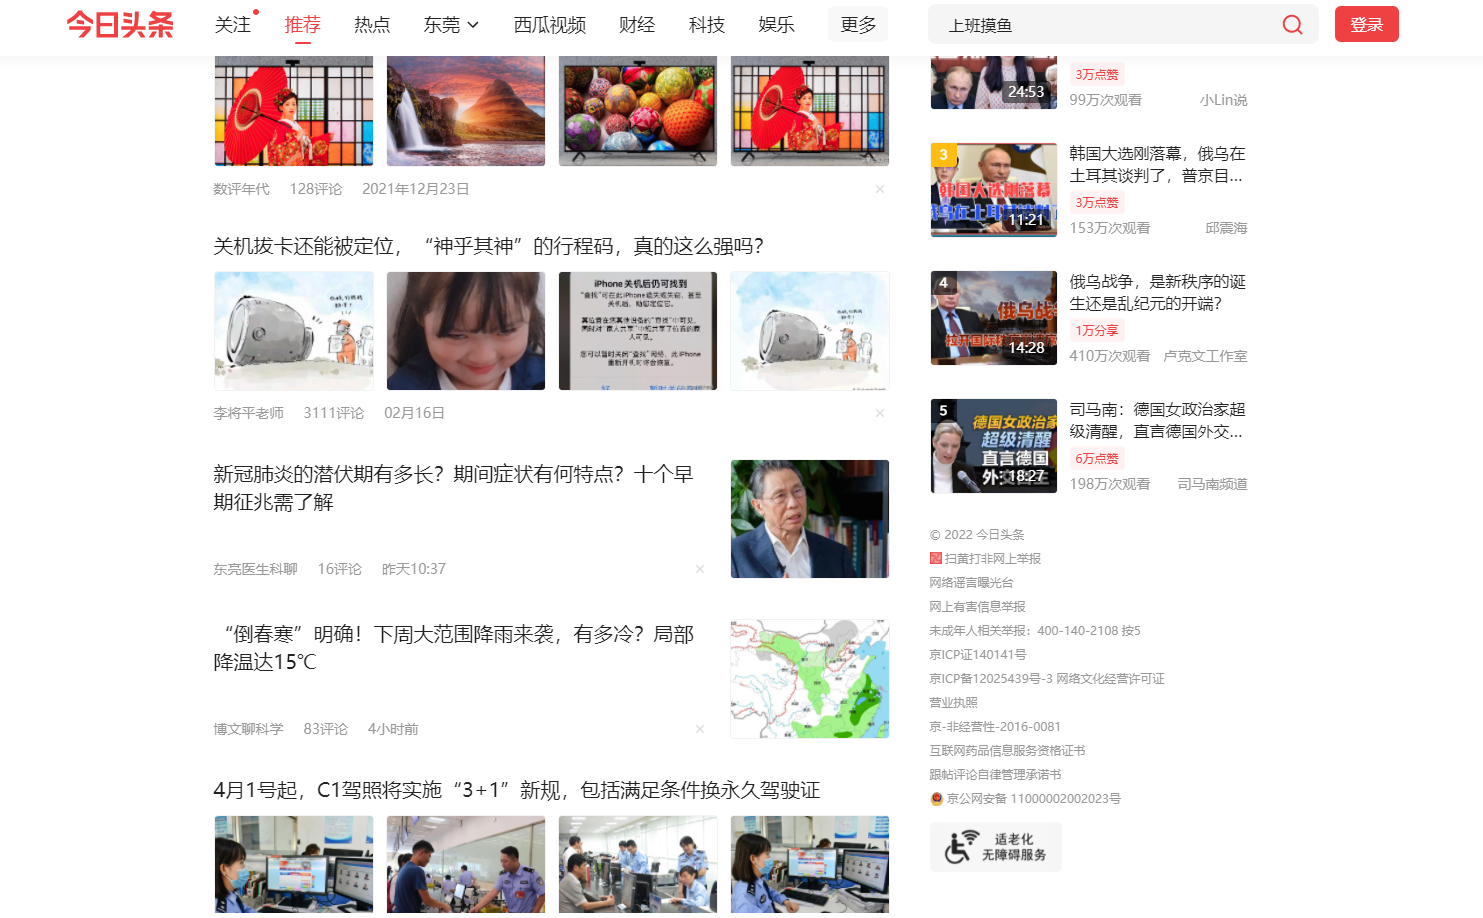 今日头条
关注
推荐
热点
东莞
西瓜视频
财经
科技
娱乐
更多
上班摸鱼
登录
数评年代 128评论 2021年12月23日
关机拔卡还能被定位，“神乎其神”的行程码，真的这么强吗？
iPhone关机后仍可找到
李将平老师 3111评论 02月16日
新冠肺炎的潜伏期有多长？期间症状有何特点？十个早
期征兆需了解
东亮医生科聊 16评论 昨天10:37
“倒春寒”明确！下周大范围降雨来袭，有多冷？局部
降温达15℃
博文聊科学 83评论 4小时前
4月1号起，C1驾照将实施“3+1”新规，包括满足条件换永久驾驶证
24:53
3万点赞
99万次观看 小Lin说
3
韩国大选刚落幕
11:21
韩国大选刚落幕，俄乌在
土耳其谈判了，普京目...
3万点赞
153万次观看 邱震海
4
俄乌战争
14:28
俄乌战争，是新秩序的诞
生还是乱纪元的开端？
1万分享
410万次观看 卢克文工作室
5
德国女政治家
超级清醒
直言德国
18:27
司马南：德国女政治家超
级清醒，直言德国外交...
6万点赞
198万次观看 司马南频道
© 2022 今日头条
扫黄打非网上举报
网络谣言曝光台
网上有害信息举报
未成年人相关举报：400-140-2108 按5
京ICP证140141号
京ICP备12025439号-3 网络文化经营许可证
营业执照
京-非经营性-2016-0081
互联网药品信息服务资格证书
跟帖评论自律管理承诺书
京公网安备 11000002002023号
适老化
无障碍服务